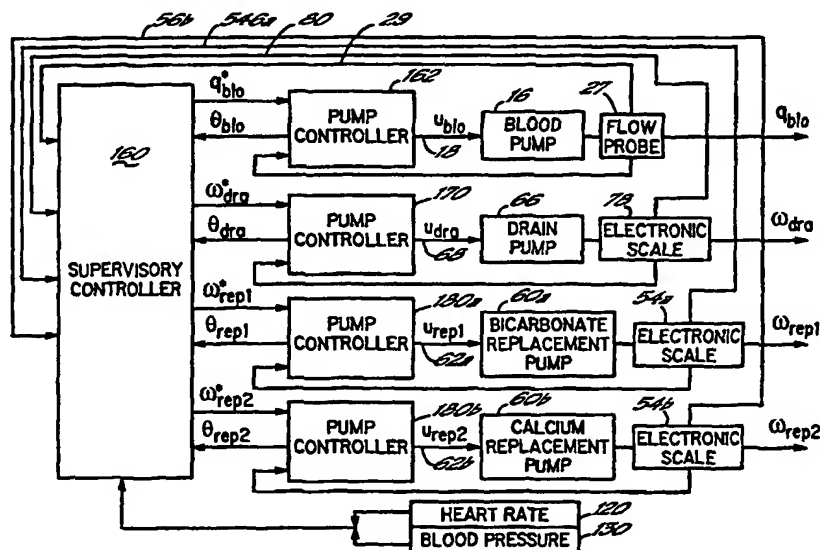 56b 546a 80 29
162 16 27
q*blo PUMP CONTROLLER ublo BLOOD PUMP FLOW PROBE qblo
θblo 18
160
SUPERVISORY CONTROLLER
170 66 78
ω*dra PUMP CONTROLLER udra DRAIN PUMP ELECTRONIC SCALE ωdra
θdra 68
180a 60a 54a
ω*rep1 PUMP CONTROLLER urep1 BICARBONATE REPLACEMENT PUMP ELECTRONIC SCALE ωrep1
θrep1 62a
180b 60b 54b
ω*rep2 PUMP CONTROLLER urep2 CALCIUM REPLACEMENT PUMP ELECTRONIC SCALE ωrep2
θrep2 62b
HEART RATE 120
BLOOD PRESSURE 130